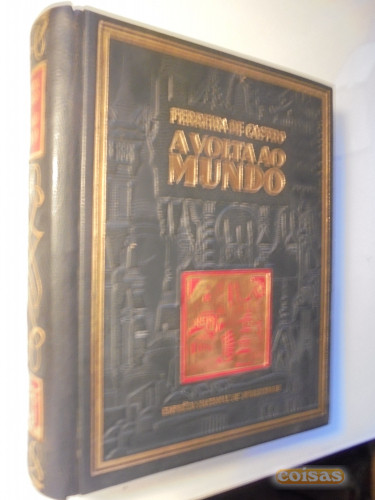 FERREIRA DE CASTRO
A VOLTA AO
MUNDO
coisas